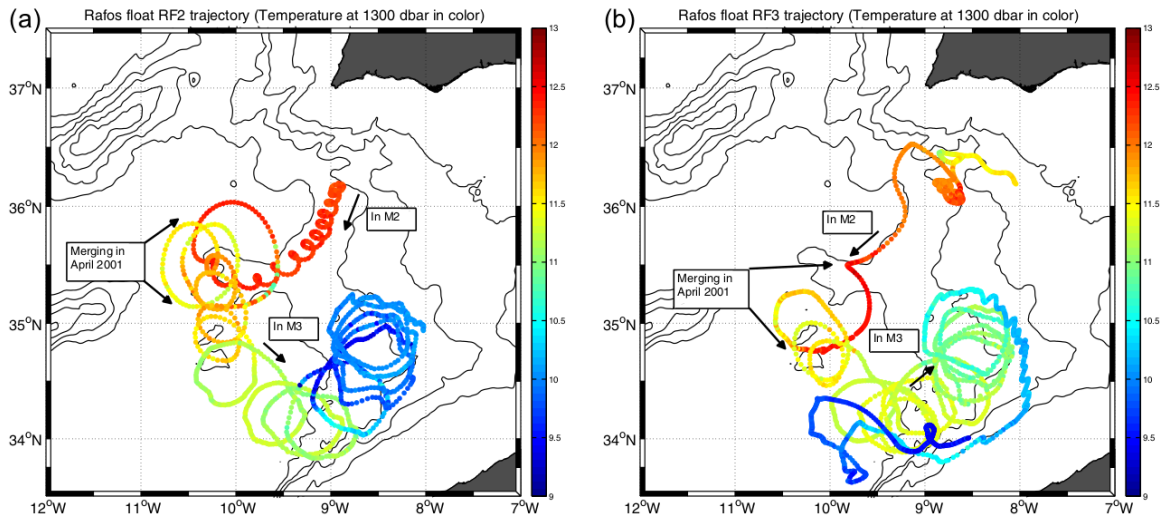 (a)
Rafos float RF2 trajectory (Temperature at 1300 dbar in color)
37°N
36°N
35°N
34°N
12°W
11°W
10°W
9°W
8°W
7°W
In M2
Merging in
April 2001
In M3
13
12.5
12
11.5
11
10.5
10
9.5
9
(b)
Rafos float RF3 trajectory (Temperature at 1300 dbar in color)
37°N
36°N
35°N
34°N
12°W
11°W
10°W
9°W
8°W
7°W
In M2
Merging in
April 2001
In M3
13
12.5
12
11.5
11
10.5
10
9.5
9